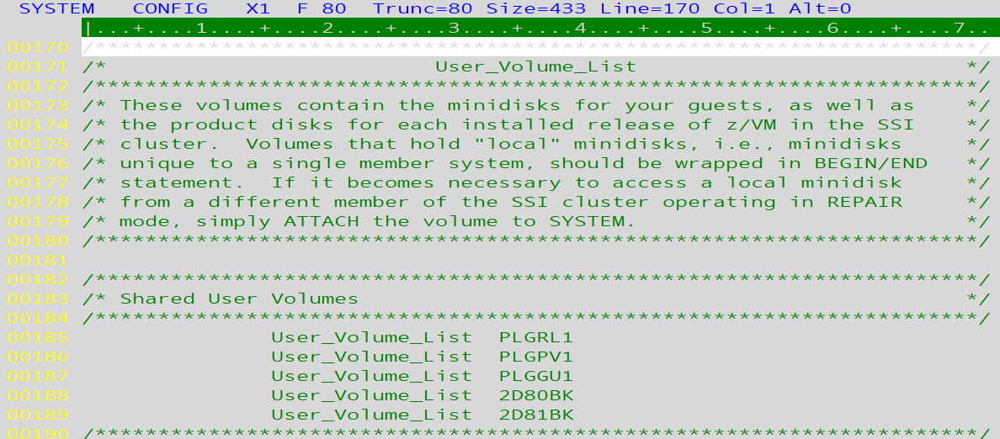 SYSTEM   CONFIG   X1  F 80  Trunc=80 Size=433 Line=170 Col=1 Alt=0
|...+....1....+....2....+....3....+....4....+....5....+....6....+....7..
00170 /**********************************************************************/
00171 /*                          User_Volume_List                          */
00172 /**********************************************************************/
00173 /* These volumes contain the minidisks for your guests, as well as    */
00174 /* the product disks for each installed release of z/VM in the SSI    */
00175 /* cluster.  Volumes that hold "local" minidisks, i.e., minidisks     */
00176 /* unique to a single member system, should be wrapped in BEGIN/END   */
00177 /* statement.  If it becomes necessary to access a local minidisk     */
00178 /* from a different member of the SSI cluster operating in REPAIR     */
00179 /* mode, simply ATTACH the volume to SYSTEM.                          */
00180 /**********************************************************************/
00181
00182 /**********************************************************************/
00183 /* Shared User Volumes                                                */
00184 /**********************************************************************/
00185                User_Volume_List  PLGRL1
00186                User_Volume_List  PLGPV1
00187                User_Volume_List  PLGGU1
00188                User_Volume_List  2D80BK
00189                User_Volume_List  2D81BK
00190 /**********************************************************************/